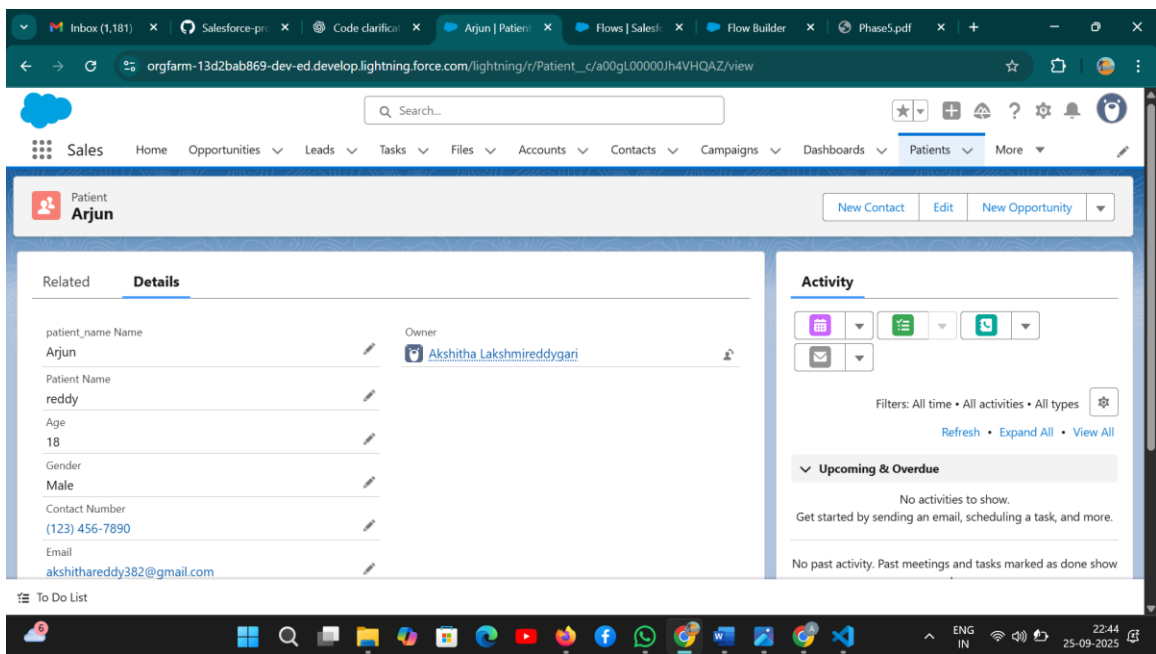 Inbox (1,181) Salesforce-pro Code clarificat Arjun | Patient Flows | Salesfo Flow Builder Phase5.pdf
orgfarm-13d2bab869-dev-ed.develop.lightning.force.com/lightning/r/Patient__c/a00gL00000Jh4VHQAZ/view
Search...
Sales Home Opportunities Leads Tasks Files Accounts Contacts Campaigns Dashboards Patients More
Patient
Arjun
New Contact Edit New Opportunity
Related Details
patient_name Name
Arjun
Owner
Akshitha Lakshmireddygari
Patient Name
reddy
Age
18
Gender
Male
Contact Number
(123) 456-7890
Email
akshithareddy382@gmail.com
Activity
Filters: All time • All activities • All types
Refresh • Expand All • View All
Upcoming & Overdue
No activities to show.
Get started by sending an email, scheduling a task, and more.
No past activity. Past meetings and tasks marked as done show
To Do List
6
ENG
IN
22:44
25-09-2025